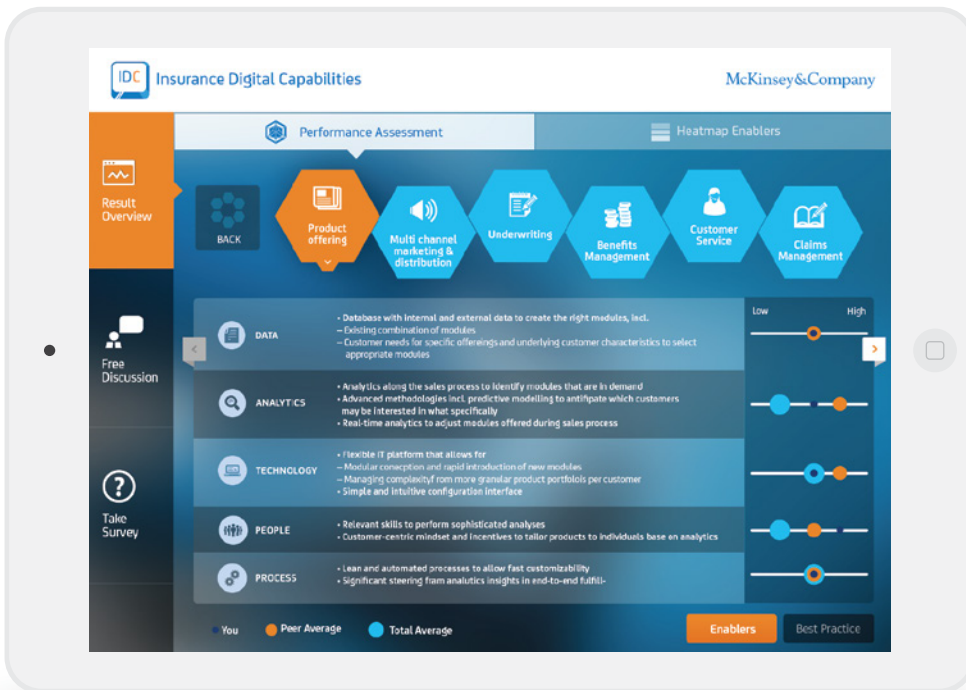 IDC Insurance Digital Capabilities
McKinsey&Company
Performance Assessment
Heatmap Enablers
Result
Overview
Free
Discussion
Take
Survey
BACK
Product
offering
Multi channel
marketing &
distribution
Underwriting
Benefits
Management
Customer
Service
Claims
Management
Low
High
DATA
• Database with internal and external data to create the right modules, incl.
– Existing combination of modules
– Customer needs for specific offereings and underlying customer characteristics to select
appropriate modules
ANALYTICS
• Analytics along the sales process to identify modules that are in demand
• Advanced methodologies incl. predictive modelling to antifipate which customers
may be interested in what specifically
• Real-time analytics to adjust modules offered during sales process
TECHNOLOGY
• Flexible IT platform that allows for
– Modular conecption and rapid introduction of new modules
– Managing complexityf rom more granular product portfolois per customer
• Simple and intuitive configuration interface
PEOPLE
• Relevant skills to perform sophisticated analyses
• Customer-centric mindset and incentives to tailor products to individuals base en analytics
PROCESS
• Lean and automated processes to allow fast customizability
• Significant steering fram analutics insights in end-to-end fulfill-
You
Peer Average
Total Average
Enablers
Best Practice